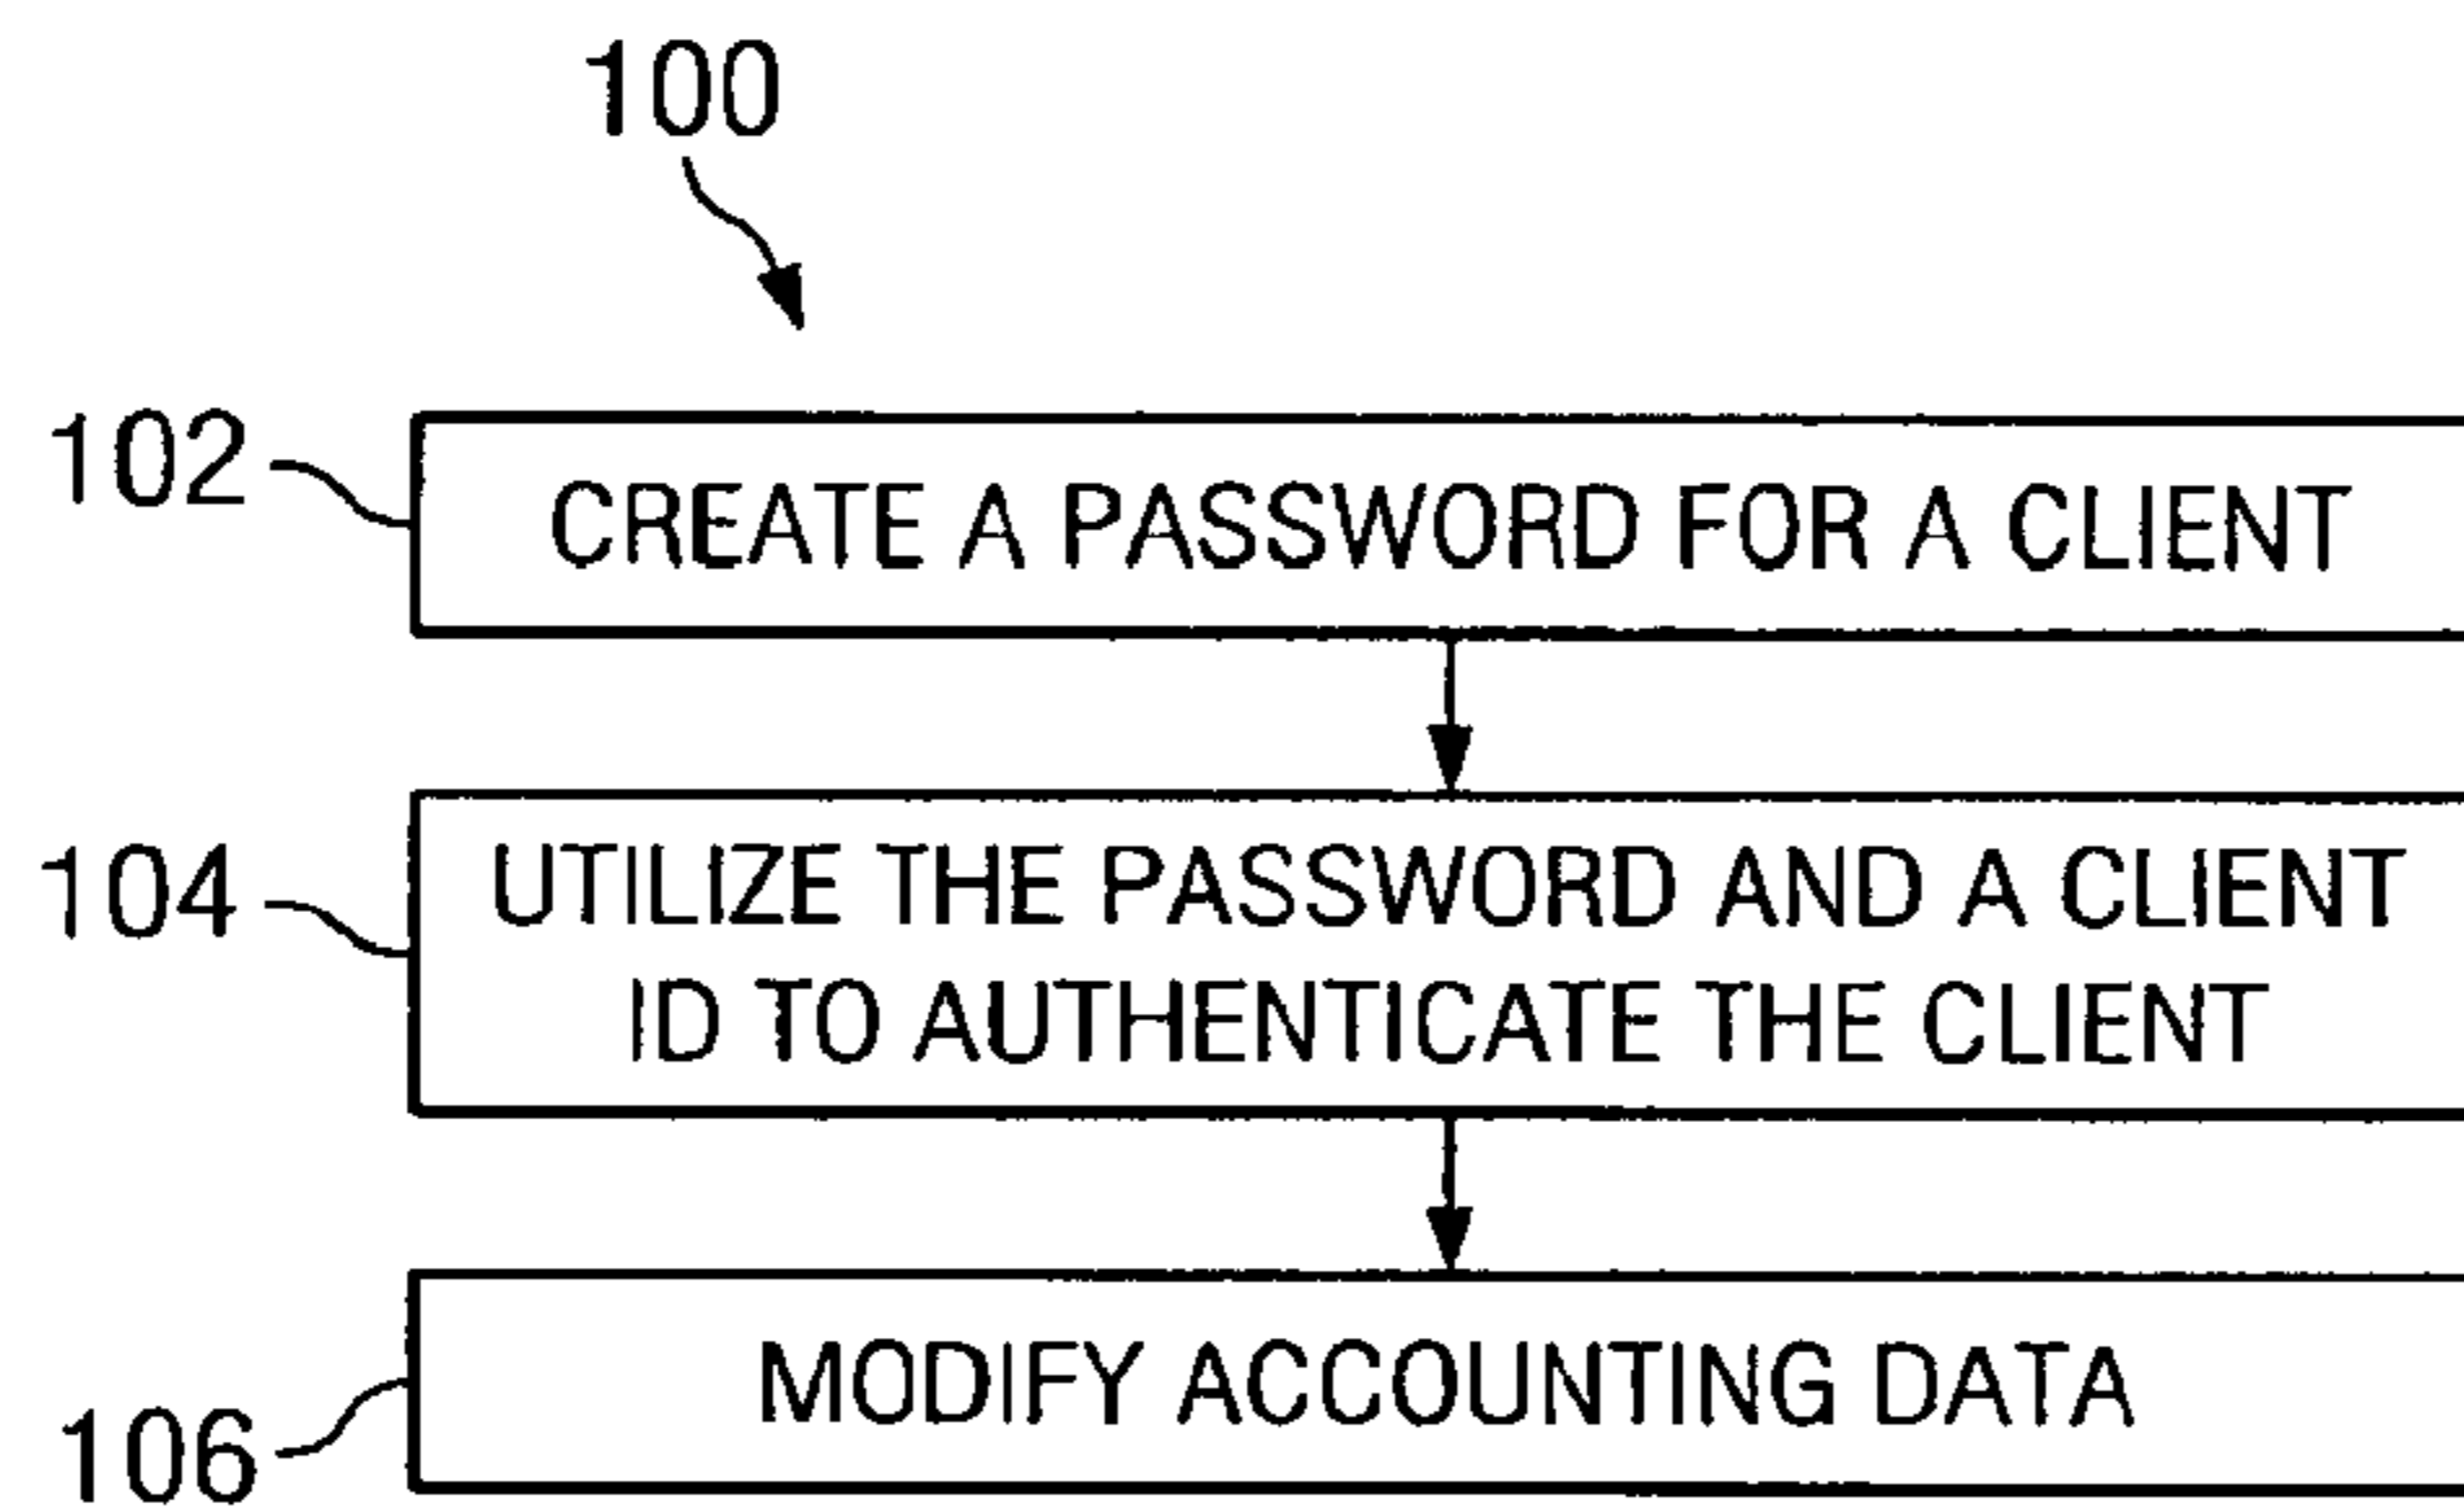 100
102
CREATE A PASSWORD FOR A CLIENT
104
UTILIZE THE PASSWORD AND A CLIENT
ID TO AUTHENTICATE THE CLIENT
106
MODIFY ACCOUNTING DATA